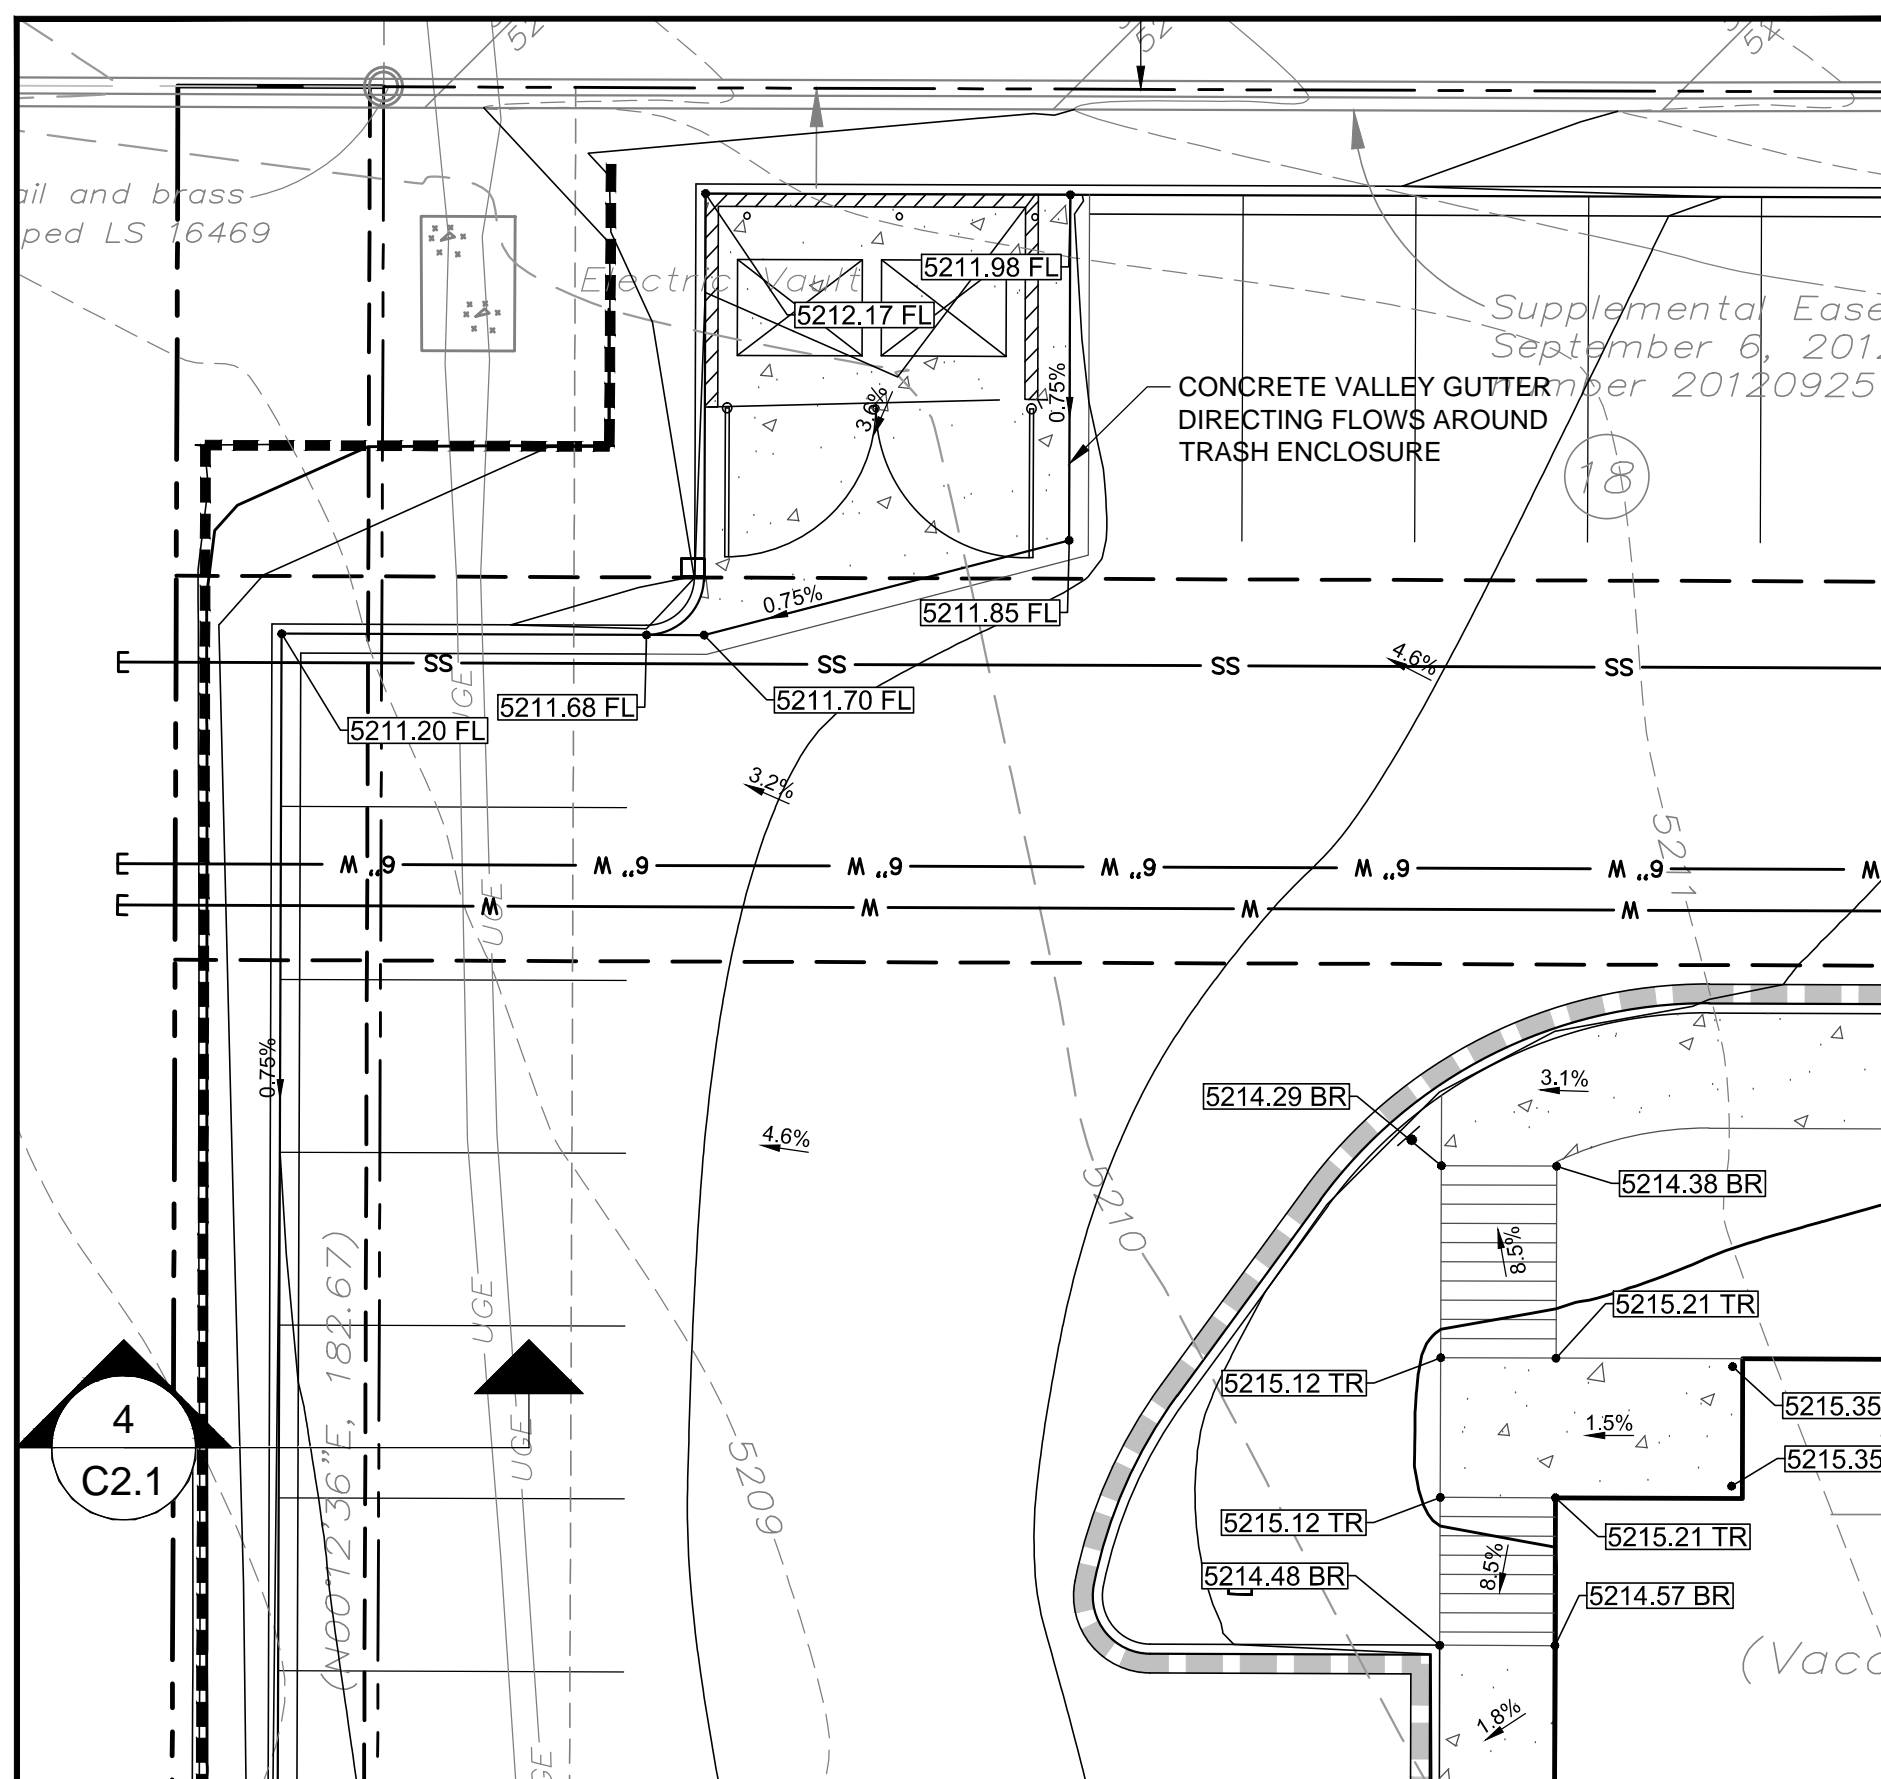 52
52
52
ail and brass
ped LS 16469
Electric Vault
5211.98 FL
5212.17 FL
Supplemental Ease
September 6, 201
number 20120925
0.75%
3.6%
CONCRETE VALLEY GUTTER
DIRECTING FLOWS AROUND
TRASH ENCLOSURE
18
0.75%
5211.85 FL
4.6%
E SS SS SS SS
UGE
5211.68 FL
5211.70 FL
5211.20 FL
3.2%
5211
E W 6" W 6" W 6" W 6" W 6" W 6" W
E W W W W
UGE
0.75%
3.1%
5214.29 BR
4.6%
5214.38 BR
5210
8.5%
(N00°12'36"E, 182.67)
UGE
5215.21 TR
5215.12 TR
5215.35
4
C2.1
1.5%
UGE
5209
5215.35
5215.12 TR
5215.21 TR
8.5%
5214.48 BR
5214.57 BR
(Vaca
1.8%
GE